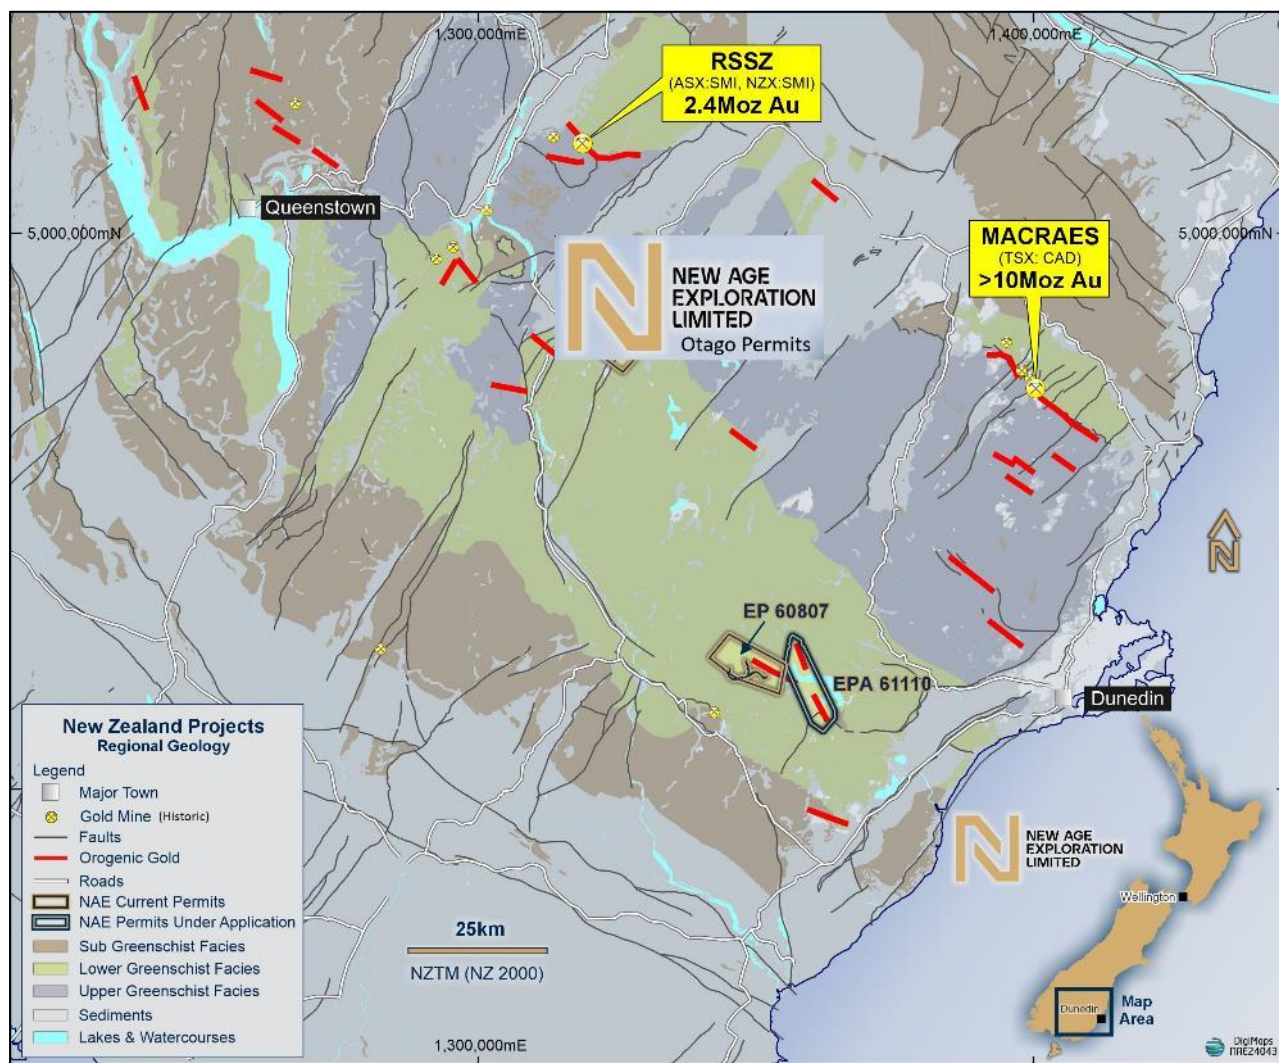 1,300,000mE
1,400,000mE
RSSZ
(ASX:SMI, NZX:SMI)
2.4Moz Au
Queenstown
5,000,000mN
5,000,000mN
MACRAES
(TSX: CAD)
>10Moz Au
NEW AGE
EXPLORATION
LIMITED
Otago Permits
N
EP 60807
EPA 61110
Dunedin
New Zealand Projects
Regional Geology
Legend
Major Town
Gold Mine (Historic)
Faults
Orogenic Gold
Roads
NAE Current Permits
NAE Permits Under Application
Sub Greenschist Facies
Lower Greenschist Facies
Upper Greenschist Facies
Sediments
Lakes & Watercourses
25km
NZTM (NZ 2000)
NEW AGE
EXPLORATION
LIMITED
Wellington
Dunedin
Map
Area
1,300,000mE
DigiMaps
NAE24043